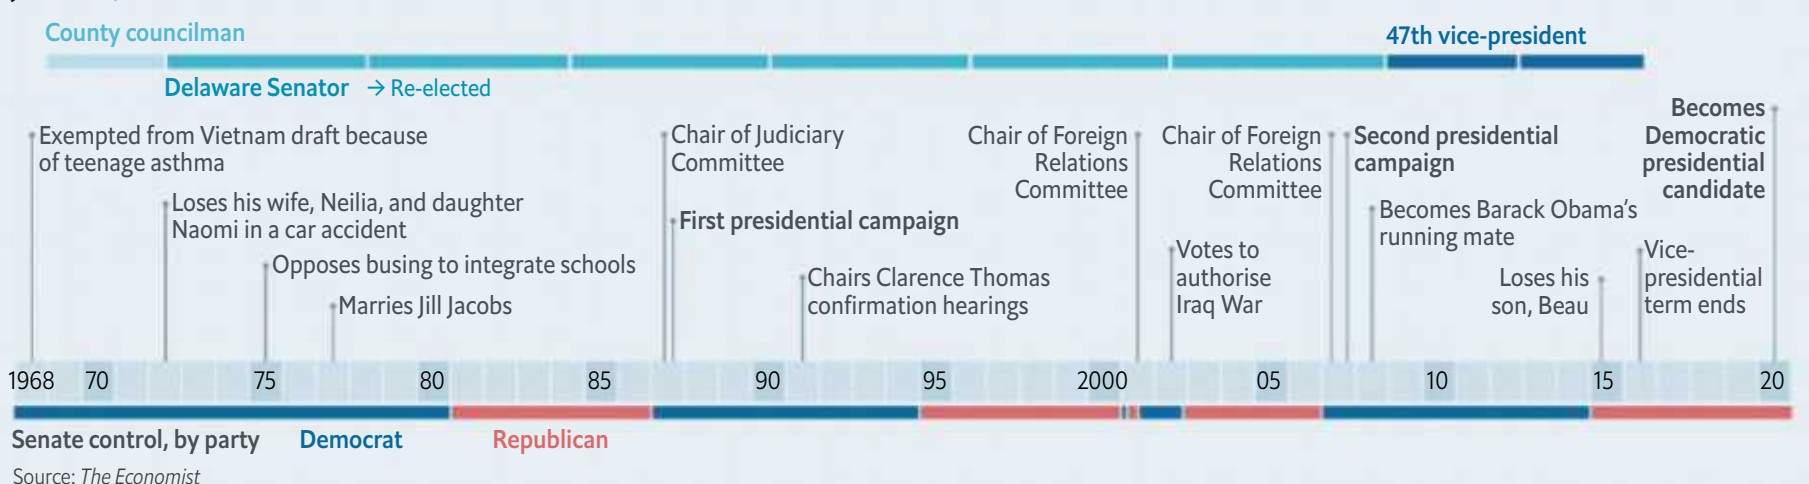 County councilman
47th vice-president
Delaware Senator → Re-elected
Exempted from Vietnam draft because
of teenage asthma
Loses his wife, Neilia, and daughter
Naomi in a car accident
Opposes busing to integrate schools
Marries Jill Jacobs
Chair of Judiciary
Committee
First presidential campaign
Chairs Clarence Thomas
confirmation hearings
Chair of Foreign
Relations
Committee
Votes to
authorise
Iraq War
Chair of Foreign
Relations
Committee
Second presidential
campaign
Becomes Barack Obama's
running mate
Loses his
son, Beau
Vice-
presidential
term ends
Becomes
Democratic
presidential
candidate
1968 70 75 80 85 90 95 2000 05 10 15 20
Senate control, by party Democrat Republican
Source: The Economist